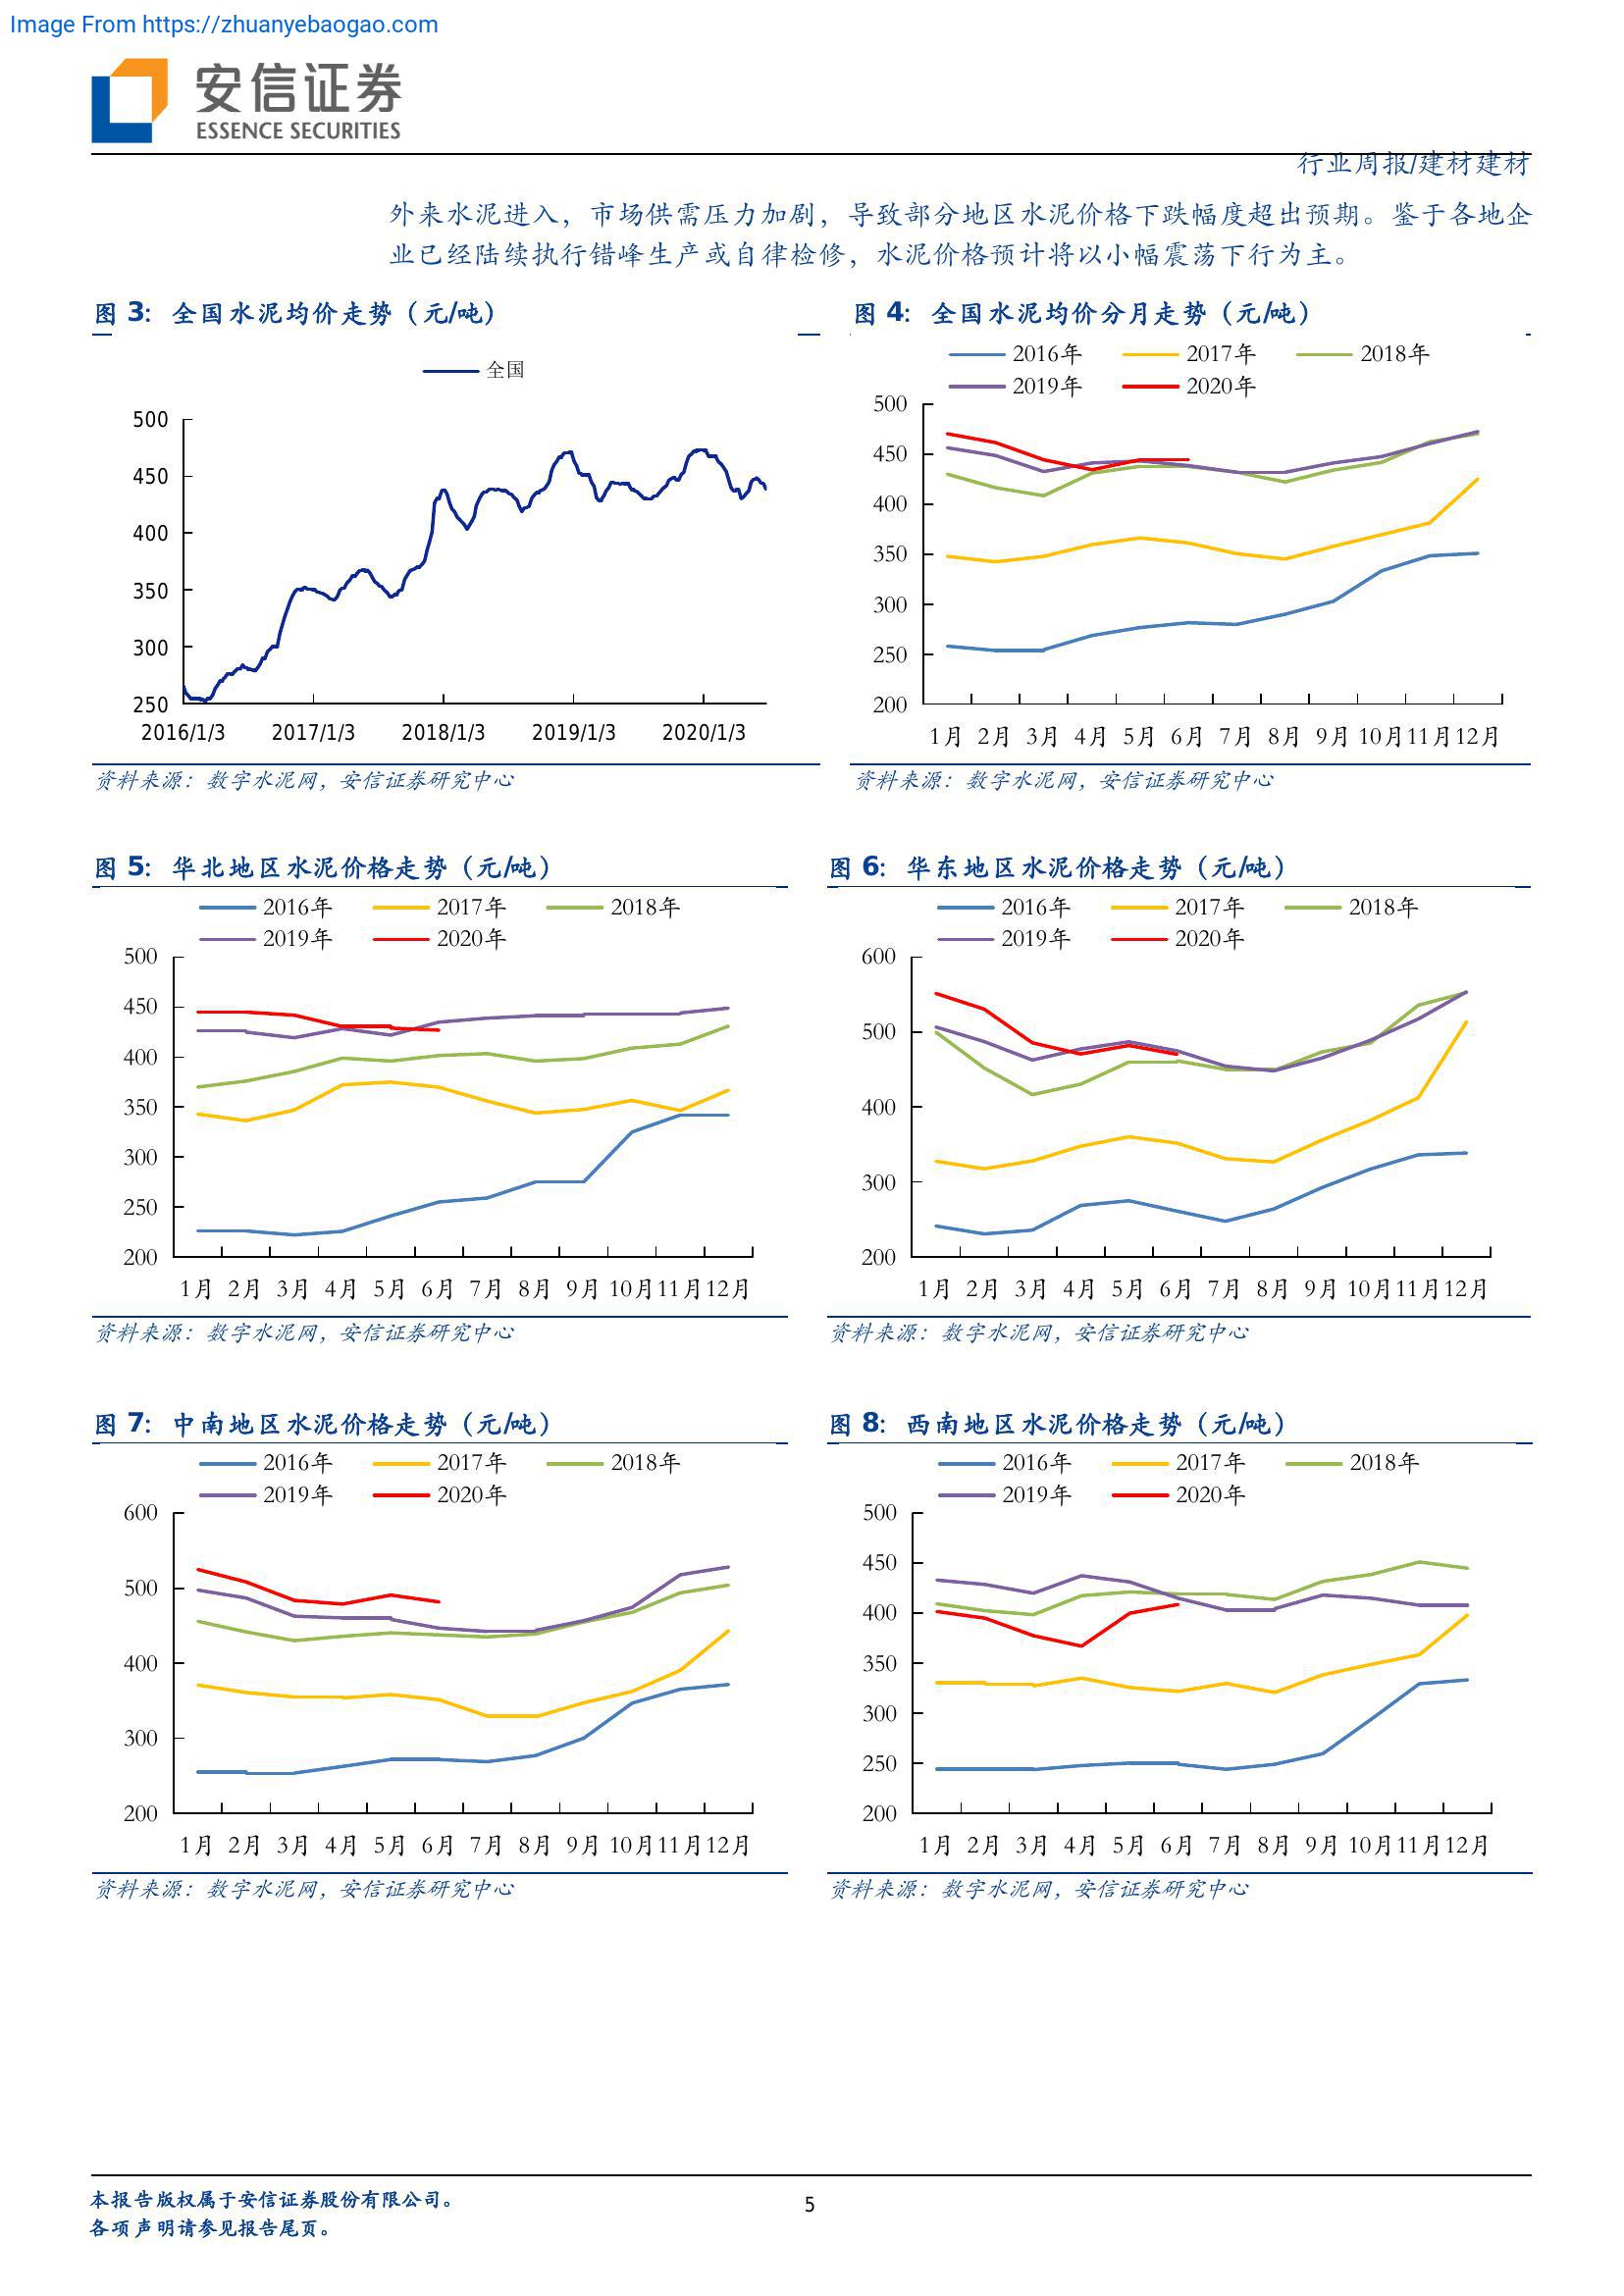 Image From https://zhuanyebaogao.com
安信证券
ESSENCE SECURITIES
行业周报/建材建材
外来水泥进入，市场供需压力加剧，导致部分地区水泥价格下跌幅度超出预期。鉴于各地企
业已经陆续执行错峰生产或自律检修，水泥价格预计将以小幅震荡下行为主。
图 3：全国水泥均价走势（元/吨）
全国
500
450
400
350
300
250
2016/1/3 2017/1/3 2018/1/3 2019/1/3 2020/1/3
资料来源：数字水泥网，安信证券研究中心
图 4：全国水泥均价分月走势（元/吨）
2016年 2017年 2018年
2019年 2020年
500
450
400
350
300
250
200
1月 2月 3月 4月 5月 6月 7月 8月 9月 10月 11月 12月
资料来源：数字水泥网，安信证券研究中心
图 5：华北地区水泥价格走势（元/吨）
2016年 2017年 2018年
2019年 2020年
500
450
400
350
300
250
200
1月 2月 3月 4月 5月 6月 7月 8月 9月 10月 11月 12月
资料来源：数字水泥网，安信证券研究中心
图 6：华东地区水泥价格走势（元/吨）
2016年 2017年 2018年
2019年 2020年
600
500
400
300
200
1月 2月 3月 4月 5月 6月 7月 8月 9月 10月 11月 12月
资料来源：数字水泥网，安信证券研究中心
图 7：中南地区水泥价格走势（元/吨）
2016年 2017年 2018年
2019年 2020年
600
500
400
300
200
1月 2月 3月 4月 5月 6月 7月 8月 9月 10月 11月 12月
资料来源：数字水泥网，安信证券研究中心
图 8：西南地区水泥价格走势（元/吨）
2016年 2017年 2018年
2019年 2020年
500
450
400
350
300
250
200
1月 2月 3月 4月 5月 6月 7月 8月 9月 10月 11月 12月
资料来源：数字水泥网，安信证券研究中心
本报告版权属于安信证券股份有限公司。
各项声明请参见报告尾页。
5